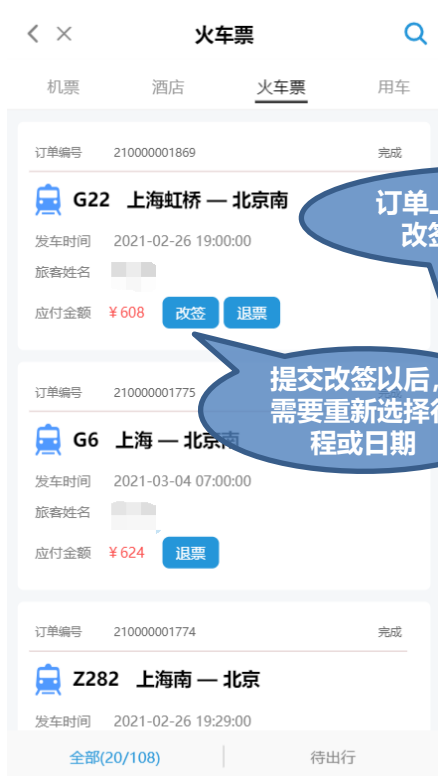 火车票
机票 酒店 火车票 用车
订单编号 210000001869 完成
G22 上海虹桥 — 北京南
订单上
改签
发车时间 2021-02-26 19:00:00
旅客姓名
应付金额 ¥608 改签 退票
提交改签以后，
需要重新选择行
程或日期
订单编号 210000001775
G6 上海 — 北京南
发车时间 2021-03-04 07:00:00
旅客姓名
应付金额 ¥624 退票
订单编号 210000001774 完成
Z282 上海南 — 北京
发车时间 2021-02-26 19:29:00
全部(20/108) 待出行